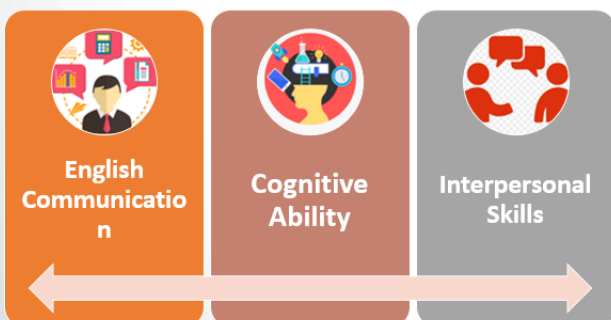 English
Communicatio
n
Cognitive
Ability
Interpersonal
Skills